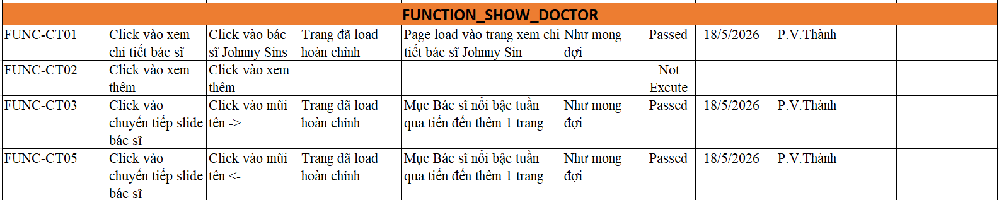 FUNCTION_SHOW_DOCTOR
FUNC-CT01 Click vào xem Click vào bác Trang đã load Page load vào trang xem chi Như mong Passed 18/5/2026 P.V.Thành
chi tiết bác sĩ sĩ Johnny Sins hoàn chỉnh tiết bác sĩ Johnny Sin đợi
FUNC-CT02 Click vào xem Click vào xem Not
thêm thêm Excute
FUNC-CT03 Click vào Click vào mũi Trang đã load Mục Bác sĩ nổi bậc tuần Như mong Passed 18/5/2026 P.V.Thành
chuyển tiếp slide tên -> hoàn chỉnh qua tiến đến thêm 1 trang đợi
bác sĩ
FUNC-CT05 Click vào Click vào mũi Trang đã load Mục Bác sĩ nổi bậc tuần Như mong Passed 18/5/2026 P.V.Thành
chuyển tiếp slide tên <- hoàn chỉnh qua tiến đến thêm 1 trang đợi
bác sĩ